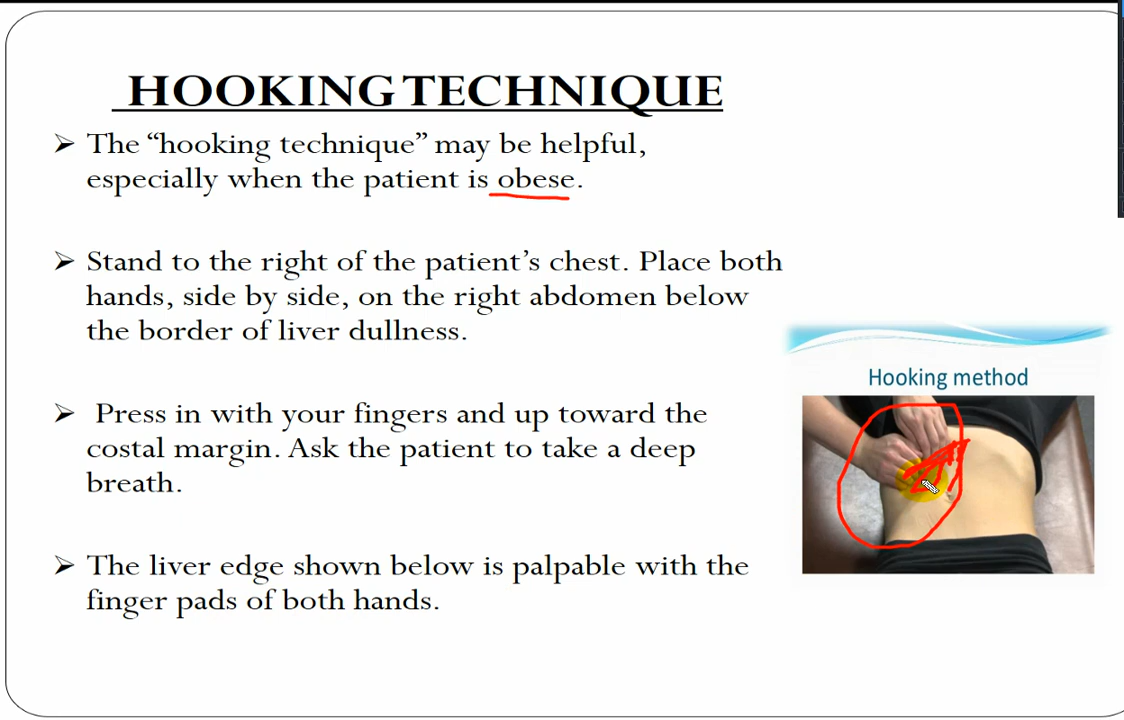 HOOKING TECHNIQUE
➢ The “hooking technique” may be helpful,
especially when the patient is obese.
➢ Stand to the right of the patient’s chest. Place both
hands, side by side, on the right abdomen below
the border of liver dullness.
➢ Press in with your fingers and up toward the
costal margin. Ask the patient to take a deep
breath.
➢ The liver edge shown below is palpable with the
finger pads of both hands.
Hooking method